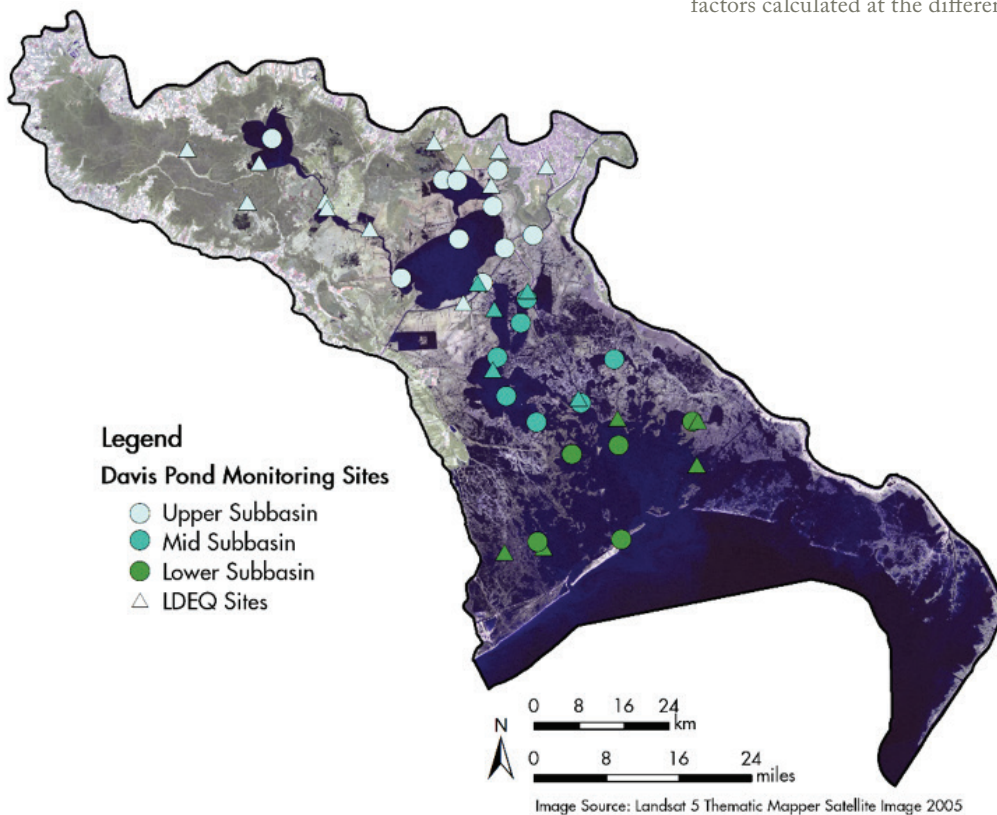 factors calculated at the differen
Legend
Davis Pond Monitoring Sites
Upper Subbasin
Mid Subbasin
Lower Subbasin
LDEQ Sites
N
0 8 16 24
km
0 8 16 24
miles
Image Source: Landsat 5 Thematic Mapper Satellite Image 2005